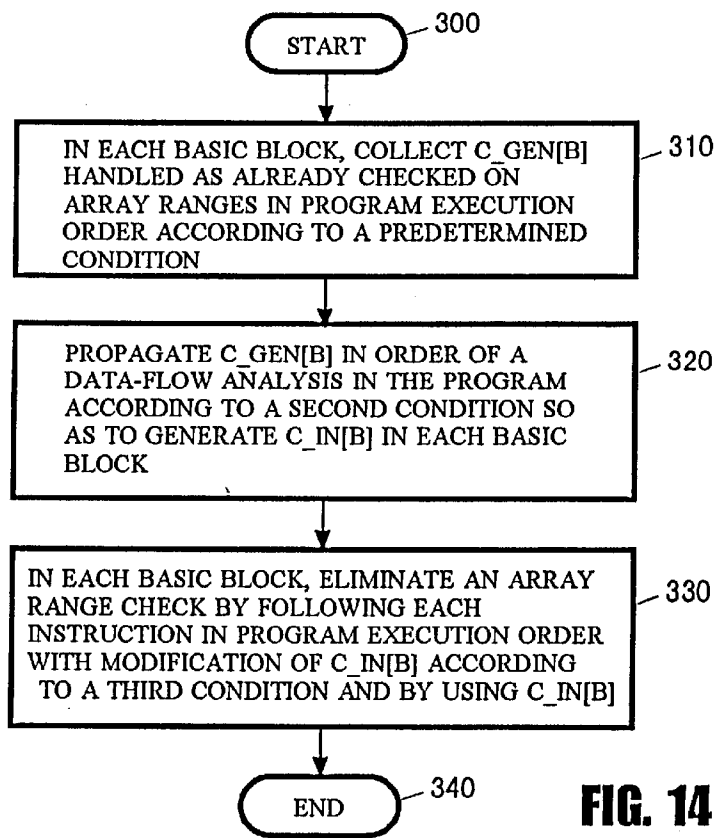 START
300
IN EACH BASIC BLOCK, COLLECT C_GEN[B]
HANDLED AS ALREADY CHECKED ON
ARRAY RANGES IN PROGRAM EXECUTION
ORDER ACCORDING TO A PREDETERMINED
CONDITION
310
PROPAGATE C_GEN[B] IN ORDER OF A
DATA-FLOW ANALYSIS IN THE PROGRAM
ACCORDING TO A SECOND CONDITION SO
AS TO GENERATE C_IN[B] IN EACH BASIC
BLOCK
320
IN EACH BASIC BLOCK, ELIMINATE AN ARRAY
RANGE CHECK BY FOLLOWING EACH
INSTRUCTION IN PROGRAM EXECUTION ORDER
WITH MODIFICATION OF C_IN[B] ACCORDING
TO A THIRD CONDITION AND BY USING C_IN[B]
330
END
340
FIG. 14